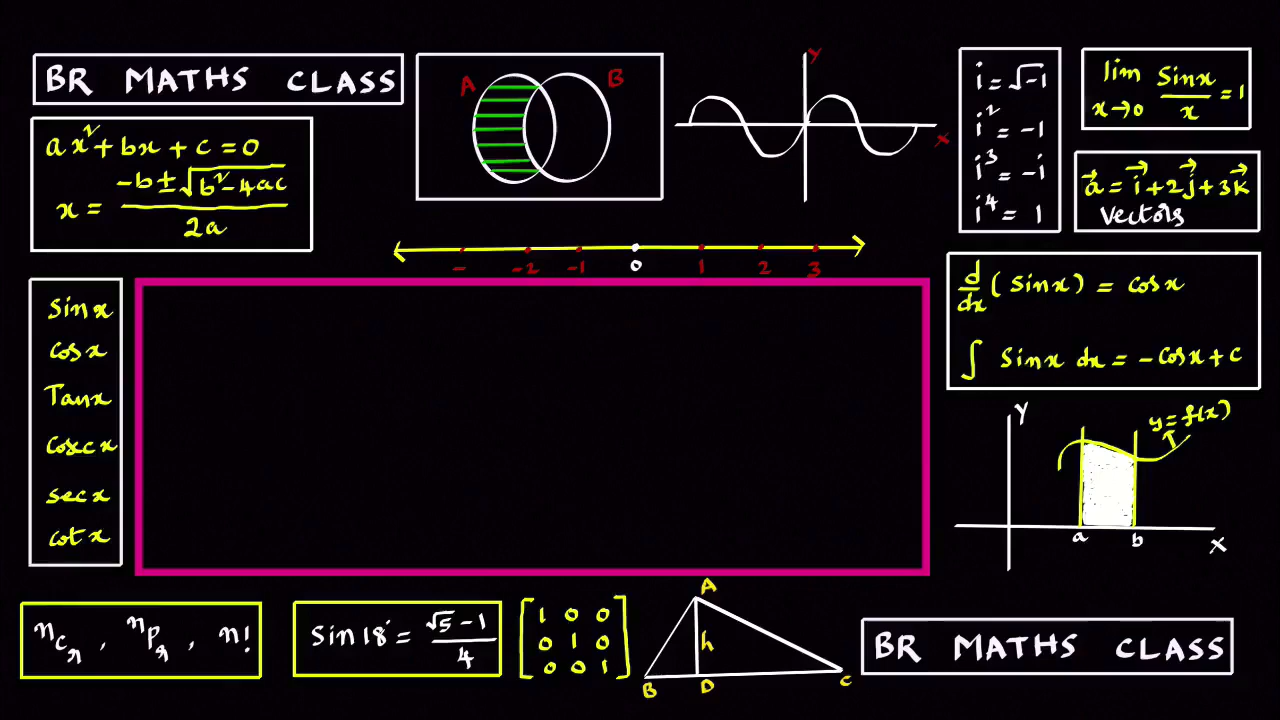 BR MATHS CLASS
ax² + bx + c = 0
x = (-b ± √(b² - 4ac)) / 2a
A B
Y
X
i = √-1
i² = -1
i³ = -i
i⁴ = 1
lim x→0 Sinx/x = 1
a⃗ = i⃗ + 2j⃗ + 3k⃗
Vectors
- -2 -1 0 1 2 3
Sinx
Cosx
Tanx
Cosecx
secx
cotx
d/dx (Sinx) = cosx
∫ Sinx dx = -Cosx + c
Y
y = f(x)
a b
X
nCr , nPr , n!
Sin18° = (√5 - 1)/4
1 0 0
0 1 0
0 0 1
A
h
B D C
BR MATHS CLASS